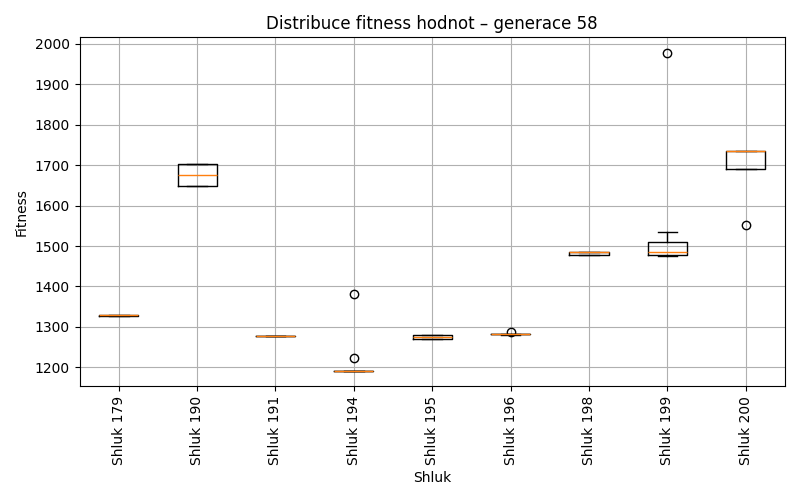 Distribuce fitness hodnot – generace 58
Fitness
2000
1900
1800
1700
1600
1500
1400
1300
1200
Shluk 179
Shluk 190
Shluk 191
Shluk 194
Shluk 195
Shluk 196
Shluk 198
Shluk 199
Shluk 200
Shluk